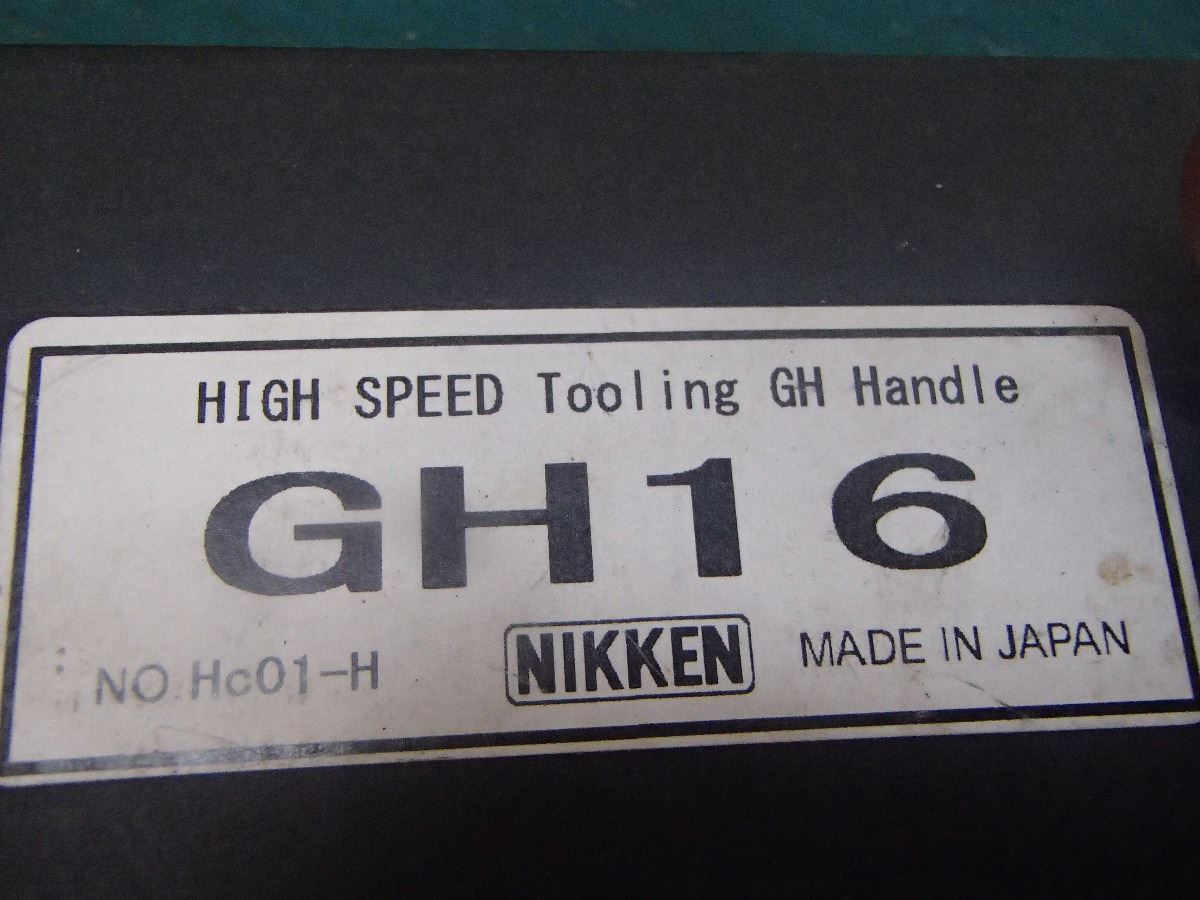 HIGH SPEED Tooling GH Handle
GH16
NO.Hc01-H NIKKEN MADE IN JAPAN